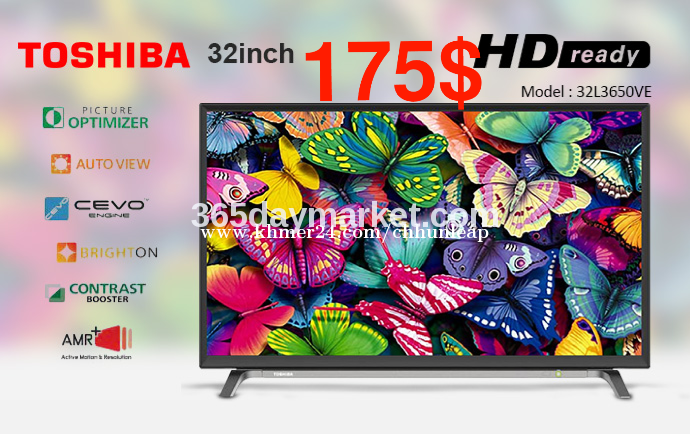 TOSHIBA 32inch 175$ HD ready
Model : 32L3650VE
PICTURE
OPTIMIZER
AUTO VIEW
CEVO™
ENGINE
BRIGHTON
CONTRAST
BOOSTER
AMR+
Active Motion & Resolution
365daymarket.com
www.khmer24.com/chhunleap
TOSHIBA